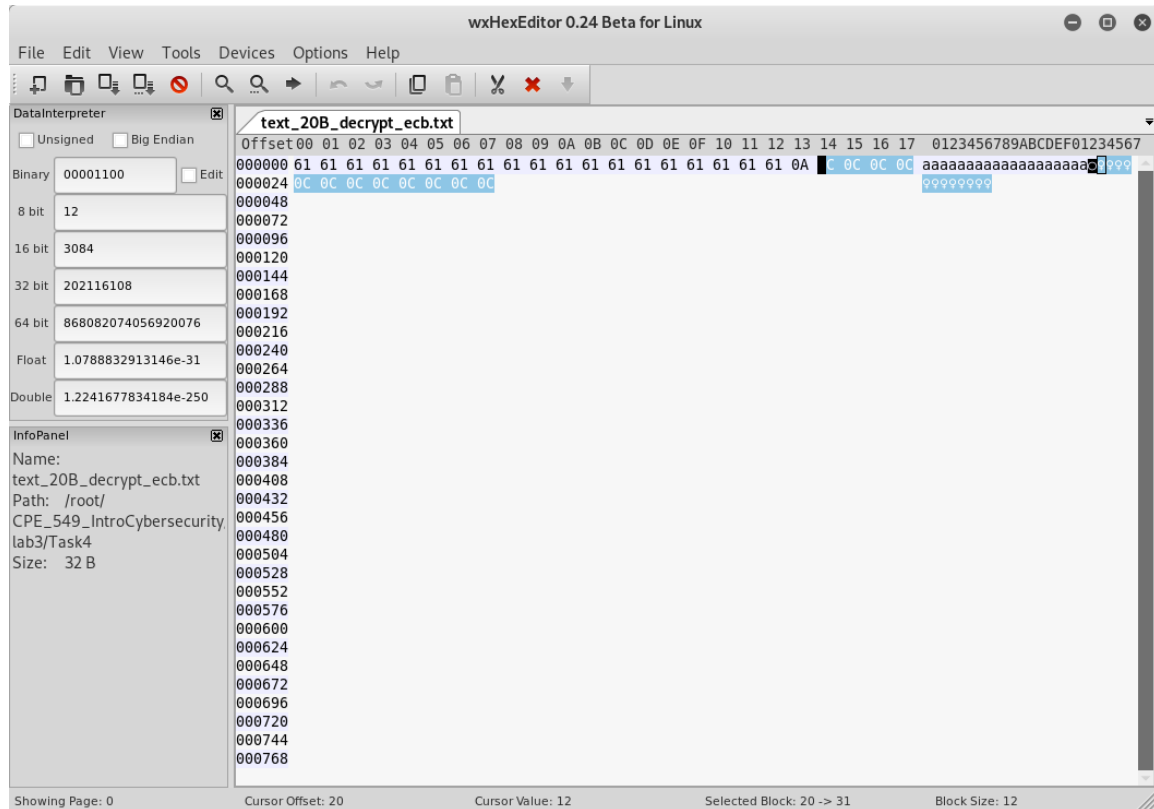 wxHexEditor 0.24 Beta for Linux
File Edit View Tools Devices Options Help
DataInterpreter
Unsigned Big Endian
Binary 00001100 Edit
8 bit 12
16 bit 3084
32 bit 202116108
64 bit 868082074056920076
Float 1.0788832913146e-31
Double 1.2241677834184e-250
InfoPanel
Name:
text_20B_decrypt_ecb.txt
Path: /root/
CPE_549_IntroCybersecurity
lab3/Task4
Size: 32 B
text_20B_decrypt_ecb.txt
Offset 00 01 02 03 04 05 06 07 08 09 0A 0B 0C 0D 0E 0F 10 11 12 13 14 15 16 17 0123456789ABCDEF01234567
000000 61 61 61 61 61 61 61 61 61 61 61 61 61 61 61 61 61 61 61 0A C 0C 0C 0C aaaaaaaaaaaaaaaaaaa◙♀♀♀♀
000024 0C 0C 0C 0C 0C 0C 0C 0C ♀♀♀♀♀♀♀♀
000048
000072
000096
000120
000144
000168
000192
000216
000240
000264
000288
000312
000336
000360
000384
000408
000432
000456
000480
000504
000528
000552
000576
000600
000624
000648
000672
000696
000720
000744
000768
Showing Page: 0 Cursor Offset: 20 Cursor Value: 12 Selected Block: 20 -> 31 Block Size: 12